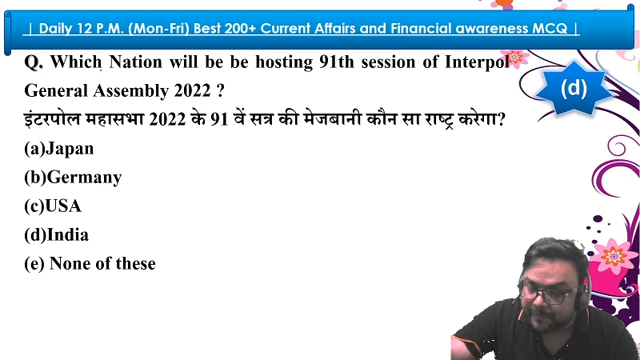 | Daily 12 P.M. (Mon-Fri) Best 200+ Current Affairs and Financial awareness MCQ |
Q. Which Nation will be be hosting 91th session of Interpol
General Assembly 2022 ?
(d)
इंटरपोल महासभा 2022 के 91 वें सत्र की मेजबानी कौन सा राष्ट्र करेगा?
(a)Japan
(b)Germany
(c)USA
(d)India
(e) None of these